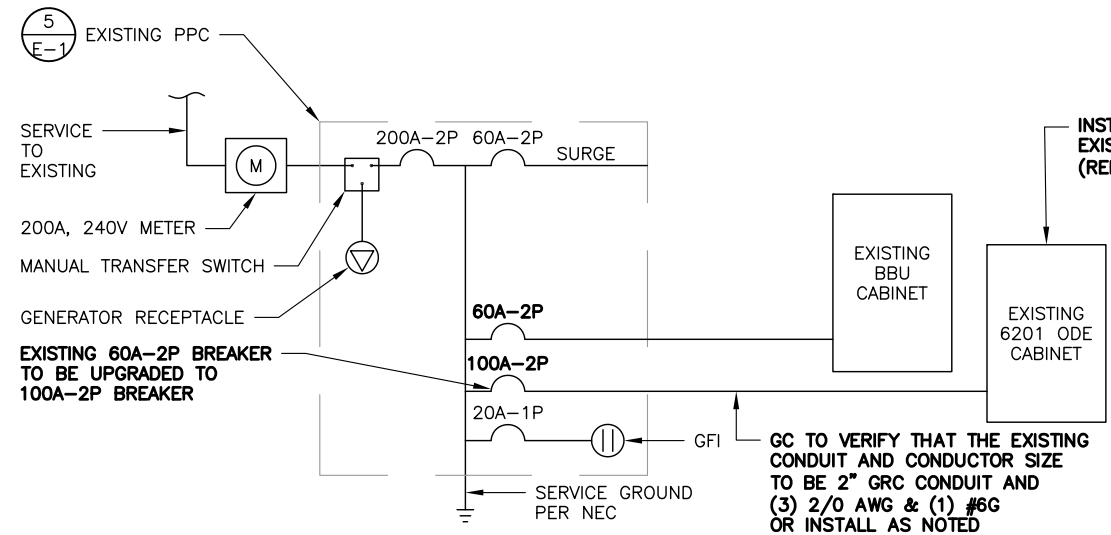 5
E-1
EXISTING PPC
SERVICE
TO
EXISTING
M
200A, 240V METER
MANUAL TRANSFER SWITCH
GENERATOR RECEPTACLE
EXISTING 60A-2P BREAKER
TO BE UPGRADED TO
100A-2P BREAKER
200A-2P
60A-2P
SURGE
60A-2P
100A-2P
20A-1P
GFI
SERVICE GROUND
PER NEC
EXISTING
BBU
CABINET
EXISTING
6201 ODE
CABINET
GC TO VERIFY THAT THE EXISTING
CONDUIT AND CONDUCTOR SIZE
TO BE 2" GRC CONDUIT AND
(3) 2/0 AWG & (1) #6G
OR INSTALL AS NOTED